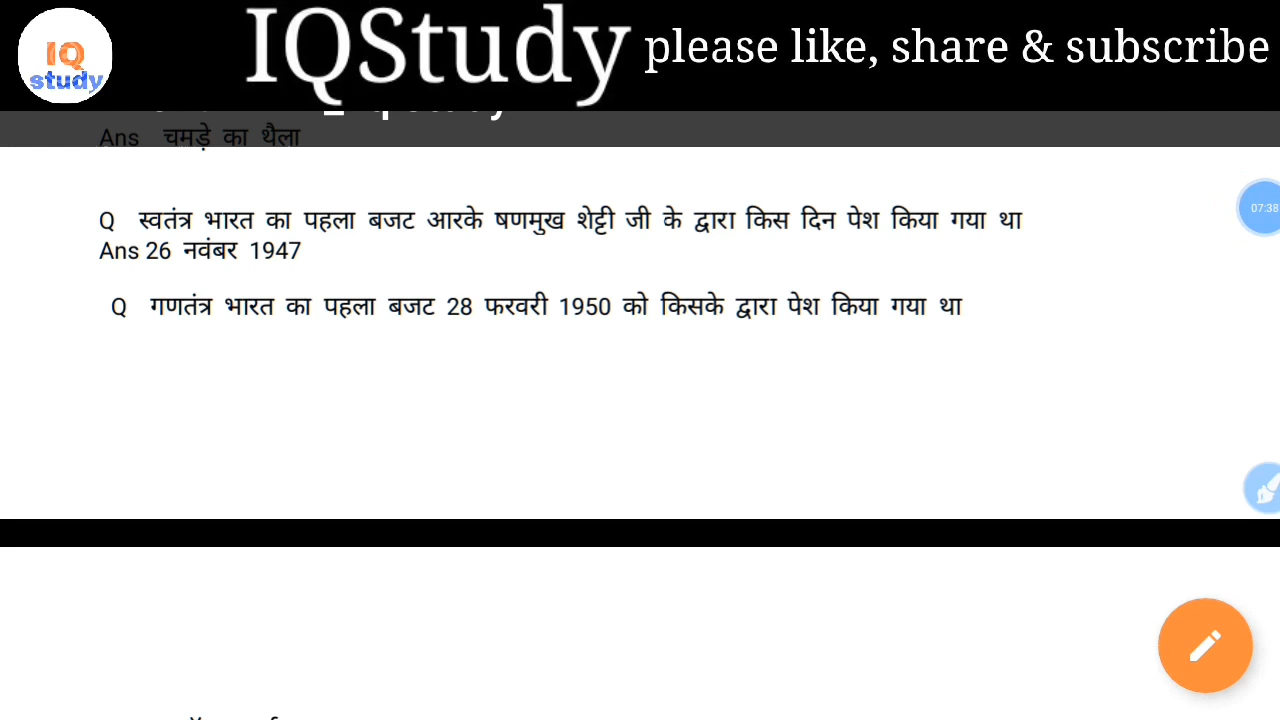 IQ
study
IQStudy please like, share & subscribe
Ans चमड़े का थैला
Q स्वतंत्र भारत का पहला बजट आरके षणमुख शेट्टी जी के द्वारा किस दिन पेश किया गया था
07:38
Ans 26 नवंबर 1947
Q गणतंत्र भारत का पहला बजट 28 फरवरी 1950 को किसके द्वारा पेश किया गया था